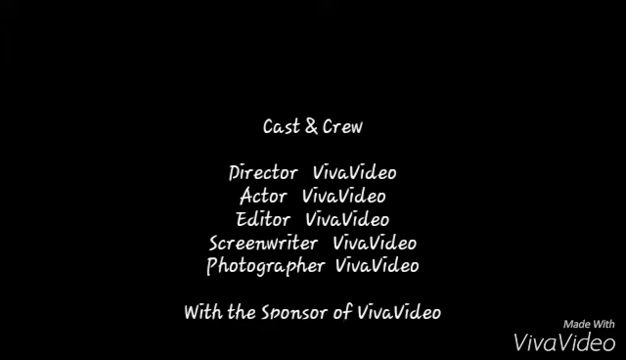 Cast & Crew
Director VivaVideo
Actor VivaVideo
Editor VivaVideo
Screenwriter VivaVideo
Photographer VivaVideo
With the Sponsor of VivaVideo
Made With
VivaVideo